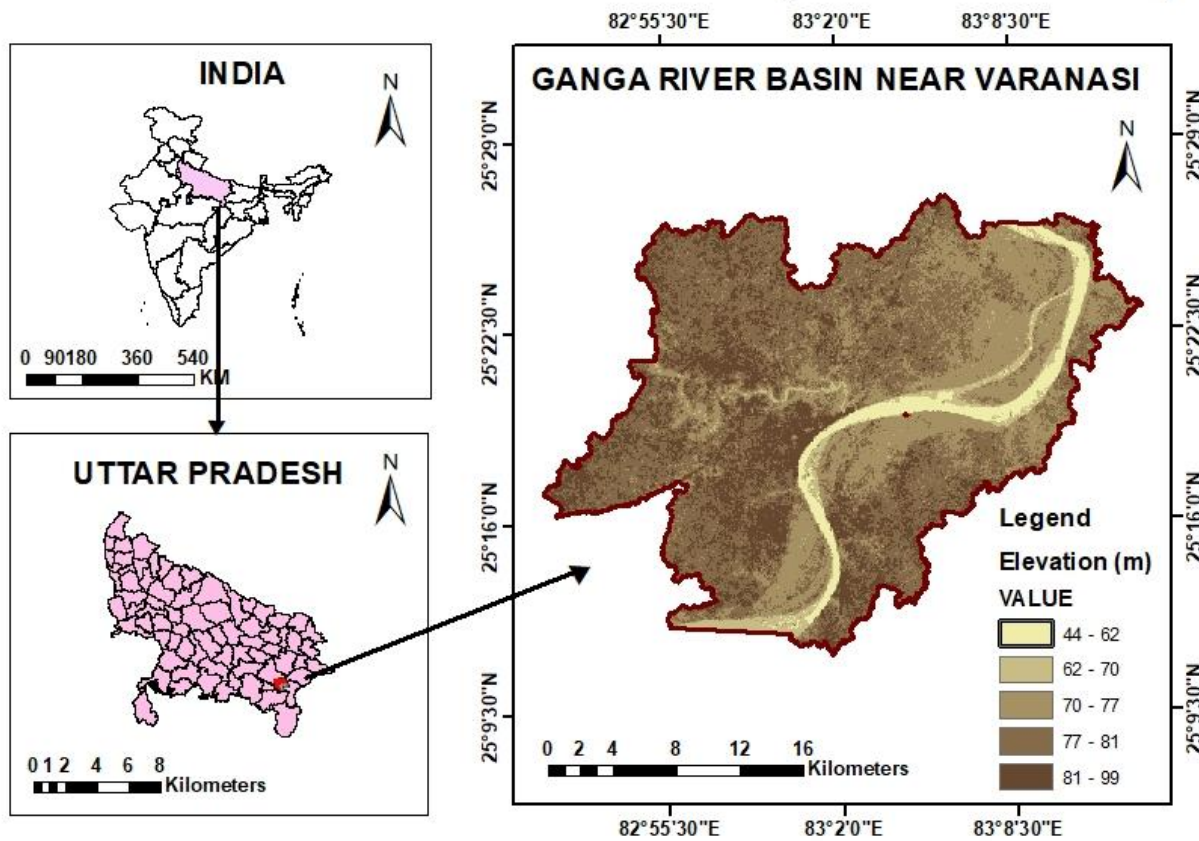 INDIA
N
0 90180 360 540
KM
UTTAR PRADESH
N
0 1 2 4 6 8
Kilometers
82°55'30"E 83°2'0"E 83°8'30"E
GANGA RIVER BASIN NEAR VARANASI
N
25°29'0"N
25°22'30"N
25°16'0"N
25°9'30"N
25°29'0"N
25°22'30"N
25°16'0"N
25°9'30"N
Legend
Elevation (m)
VALUE
44 - 62
62 - 70
70 - 77
77 - 81
81 - 99
0 2 4 8 12 16
Kilometers
82°55'30"E 83°2'0"E 83°8'30"E